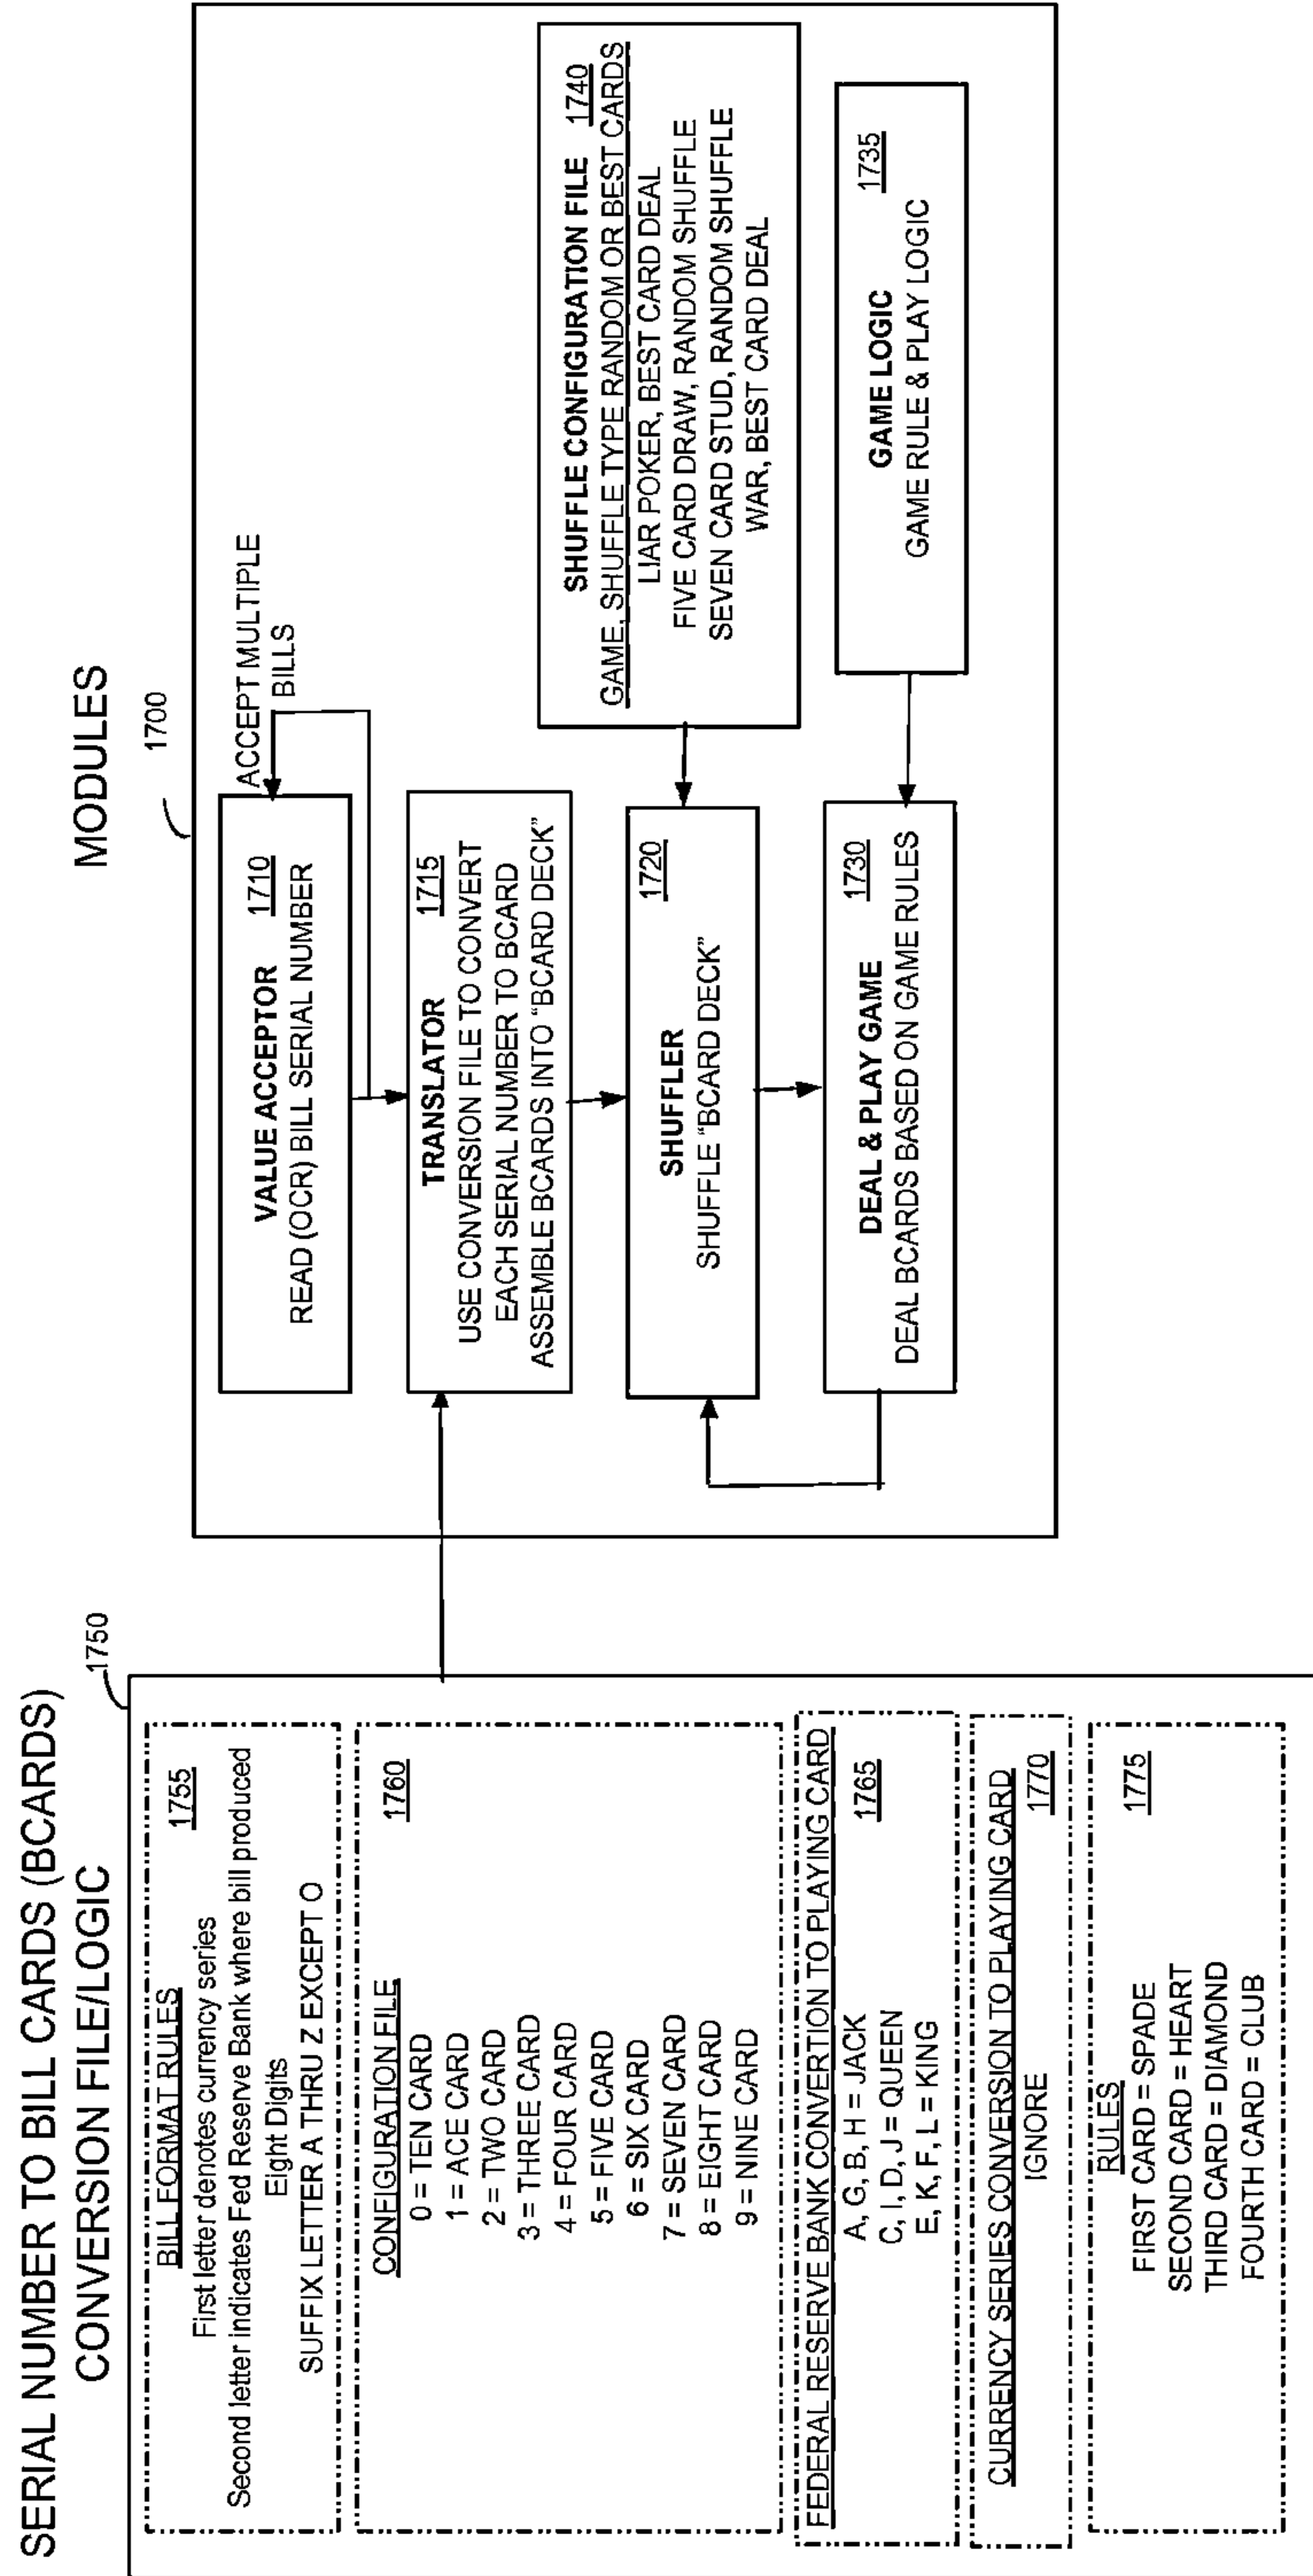 SERIAL NUMBER TO BILL CARDS (BCARDS)
CONVERSION FILE/LOGIC
1750
BILL FORMAT RULES
1755
First letter denotes currency series
Second letter indicates Fed Reserve Bank where bill produced
Eight Digits
SUFFIX LETTER A THRU Z EXCEPT O
CONFIGURATION FILE
1760
0 = TEN CARD
1 = ACE CARD
2 = TWO CARD
3 = THREE CARD
4 = FOUR CARD
5 = FIVE CARD
6 = SIX CARD
7 = SEVEN CARD
8 = EIGHT CARD
9 = NINE CARD
FEDERAL RESERVE BANK CONVERTION TO PLAYING CARD
A, G, B, H = JACK
1765
C, I, D, J = QUEEN
E, K, F, L = KING
CURRENCY SERIES CONVERSION TO PLAYING CARD
IGNORE
1770
RULES
1775
FIRST CARD = SPADE
SECOND CARD = HEART
THIRD CARD = DIAMOND
FOURTH CARD = CLUB
MODULES
1700
ACCEPT MULTIPLE
BILLS
VALUE ACCEPTOR 1710
READ (OCR) BILL SERIAL NUMBER
TRANSLATOR 1715
USE CONVERSION FILE TO CONVERT
EACH SERIAL NUMBER TO BCARD
ASSEMBLE BCARDS INTO "BCARD DECK"
SHUFFLER 1720
SHUFFLE "BCARD DECK"
DEAL & PLAY GAME 1730
DEAL BCARDS BASED ON GAME RULES
SHUFFLE CONFIGURATION FILE 1740
GAME, SHUFFLE TYPE RANDOM OR BEST CARDS
LIAR POKER, BEST CARD DEAL
FIVE CARD DRAW, RANDOM SHUFFLE
SEVEN CARD STUD, RANDOM SHUFFLE
WAR, BEST CARD DEAL
GAME LOGIC 1735
GAME RULE & PLAY LOGIC